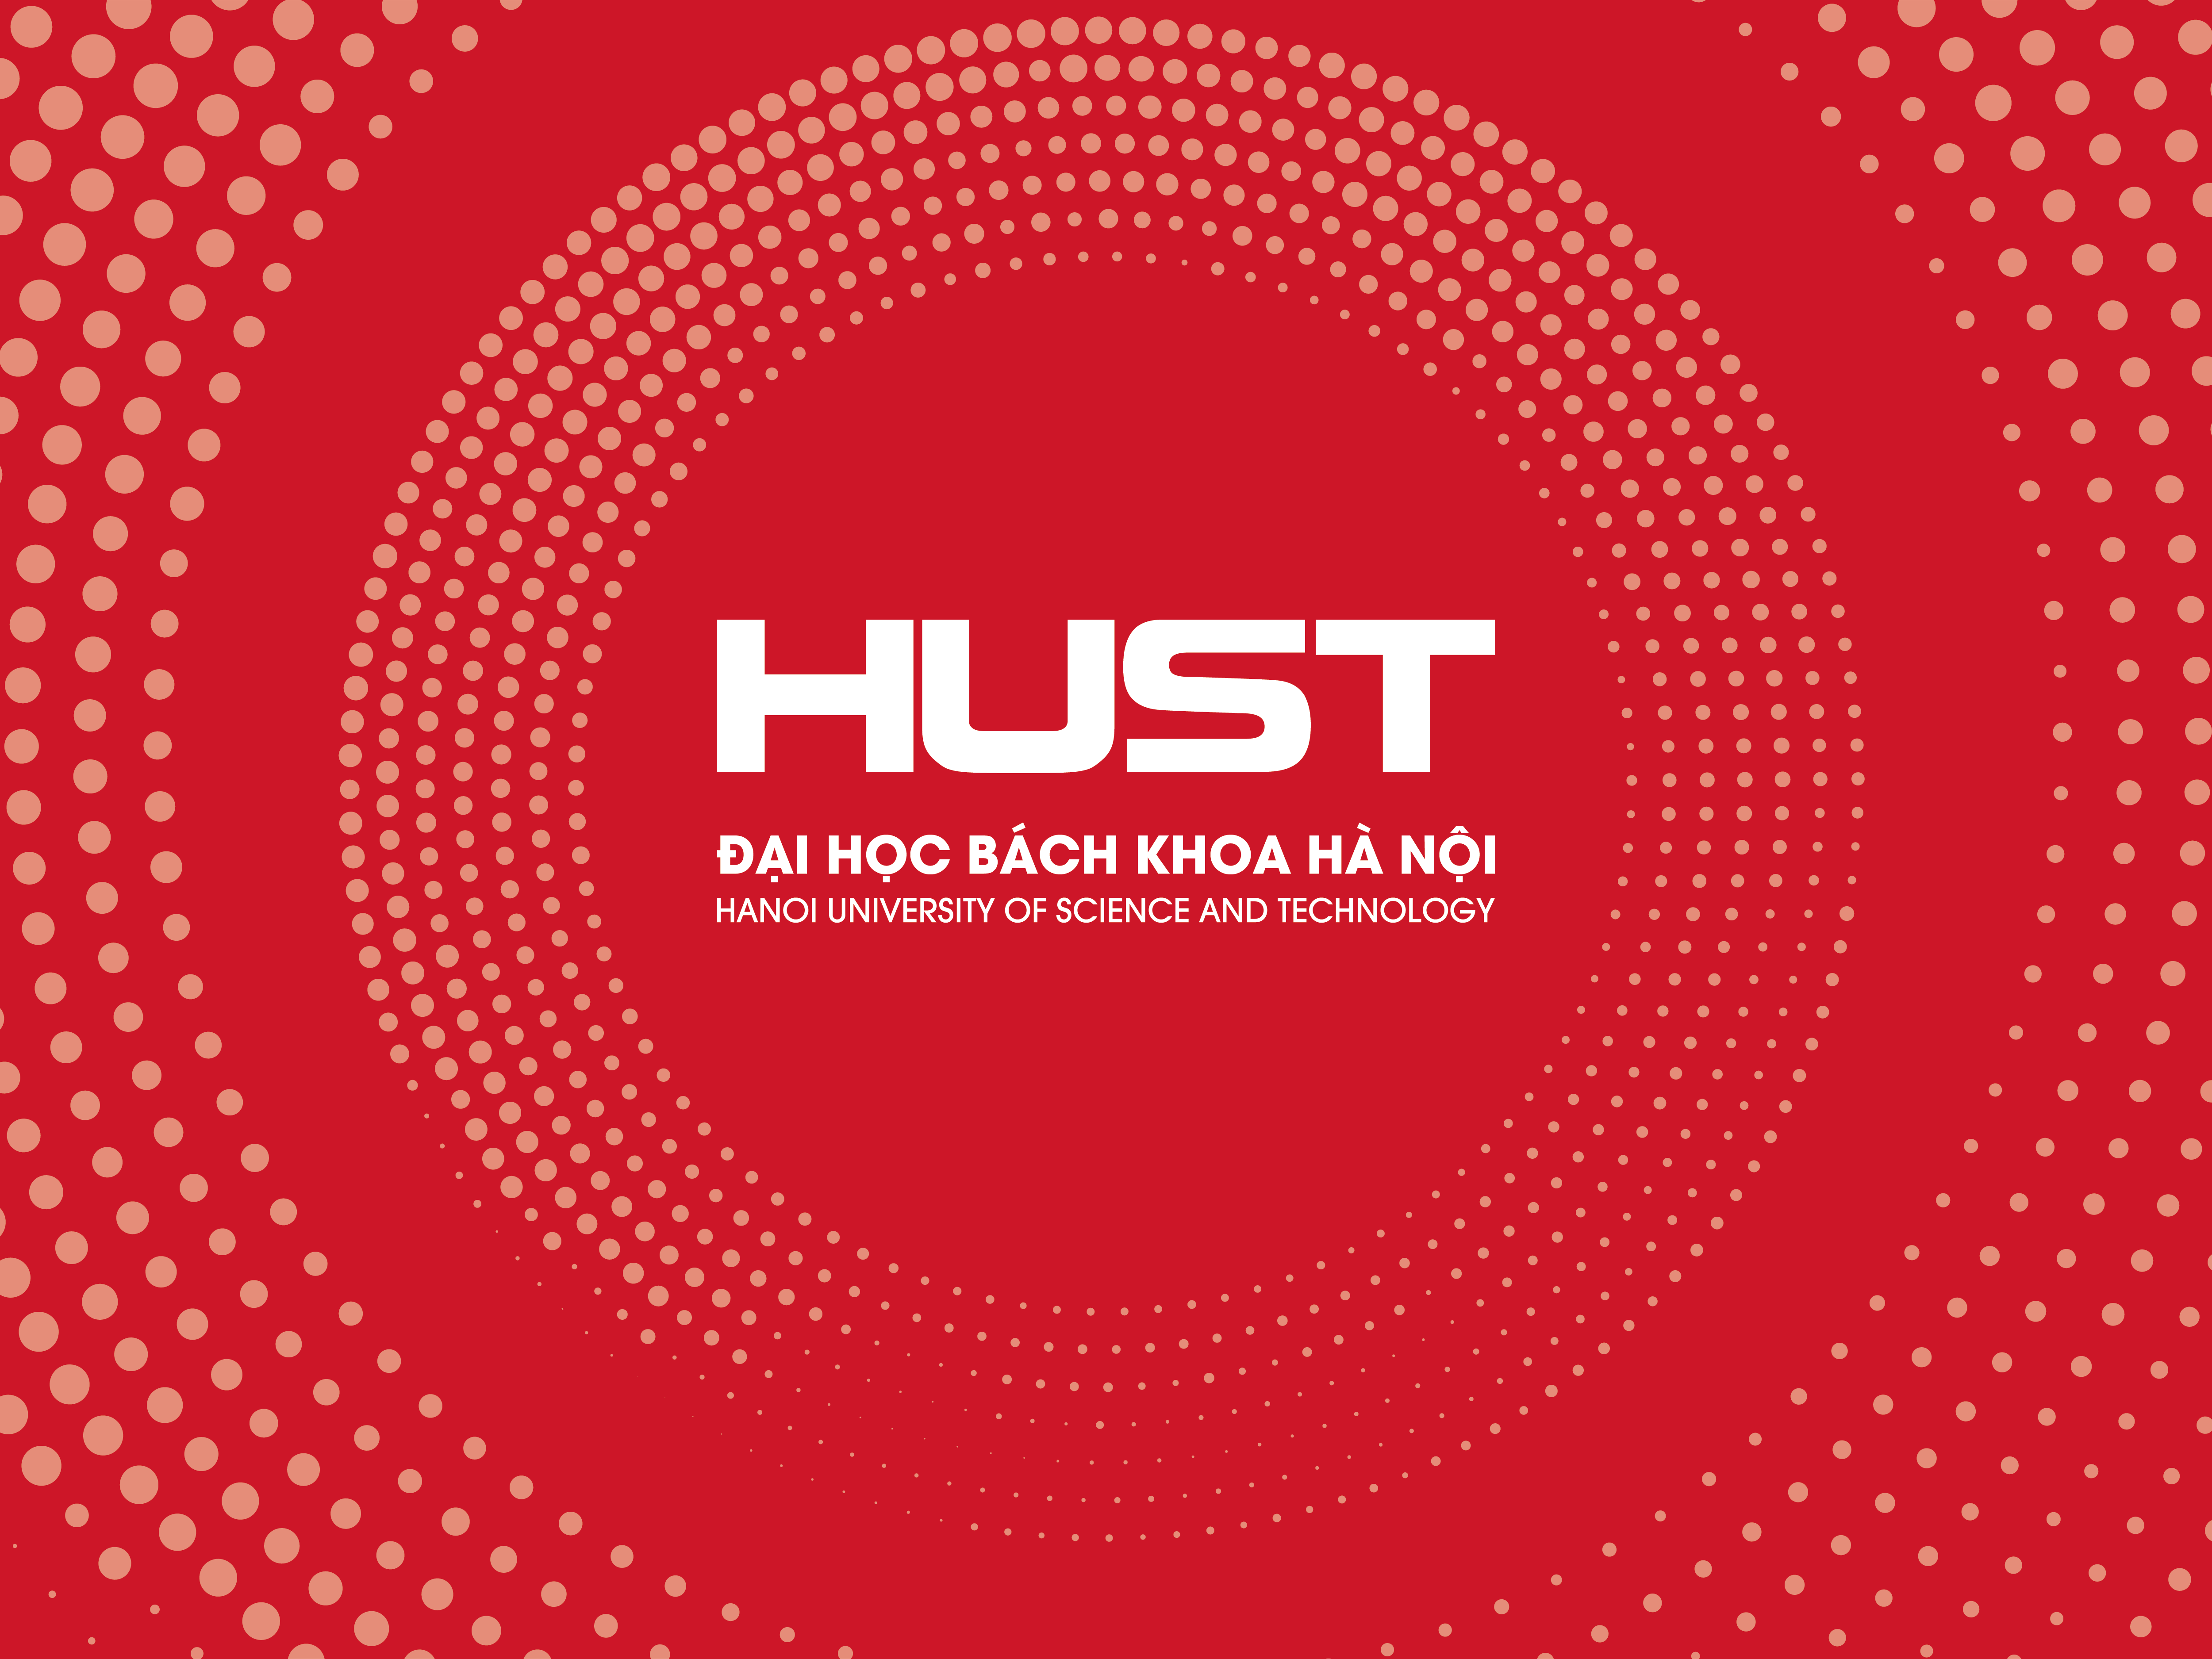 HUST
ĐẠI HỌC BÁCH KHOA HÀ NỘI
HANOI UNIVERSITY OF SCIENCE AND TECHNOLOGY